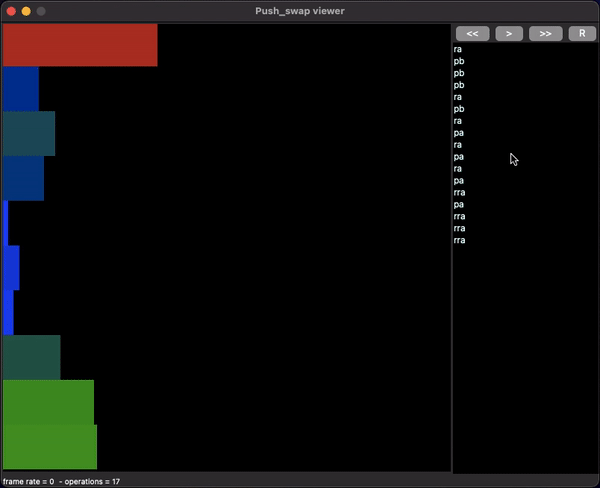 Push_swap viewer
<< > >> R
ra
pb
pb
pb
ra
pb
ra
pa
ra
pa
ra
pa
rra
pa
rra
rra
rra
frame rate = 0 - operations = 17